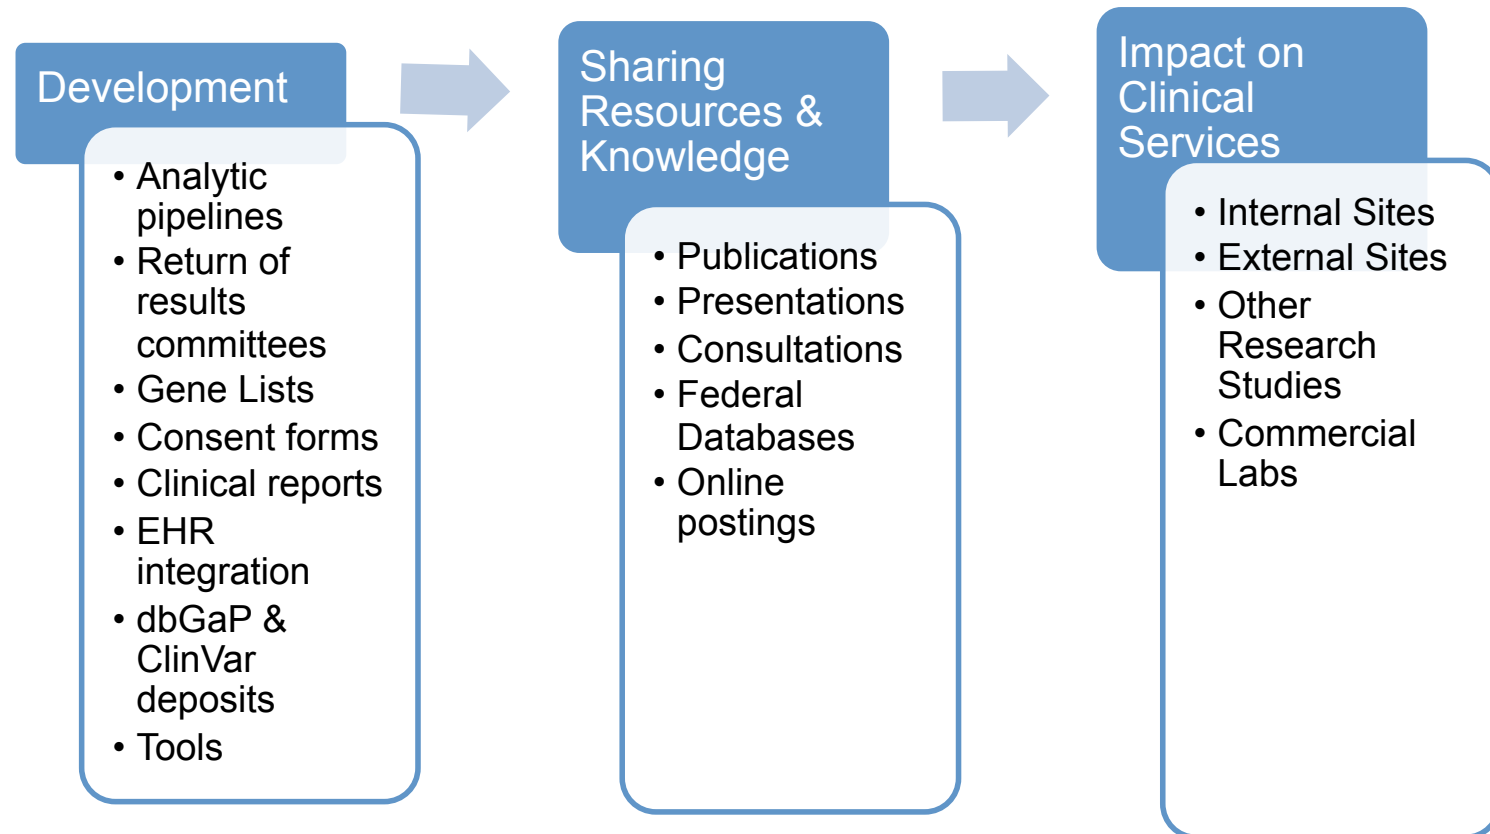 Development
• Analytic
pipelines
• Return of
results
committees
• Gene Lists
• Consent forms
• Clinical reports
• EHR
integration
• dbGaP &
ClinVar
deposits
• Tools
Sharing
Resources &
Knowledge
• Publications
• Presentations
• Consultations
• Federal
Databases
• Online
postings
Impact on
Clinical
Services
• Internal Sites
• External Sites
• Other
Research
Studies
• Commercial
Labs